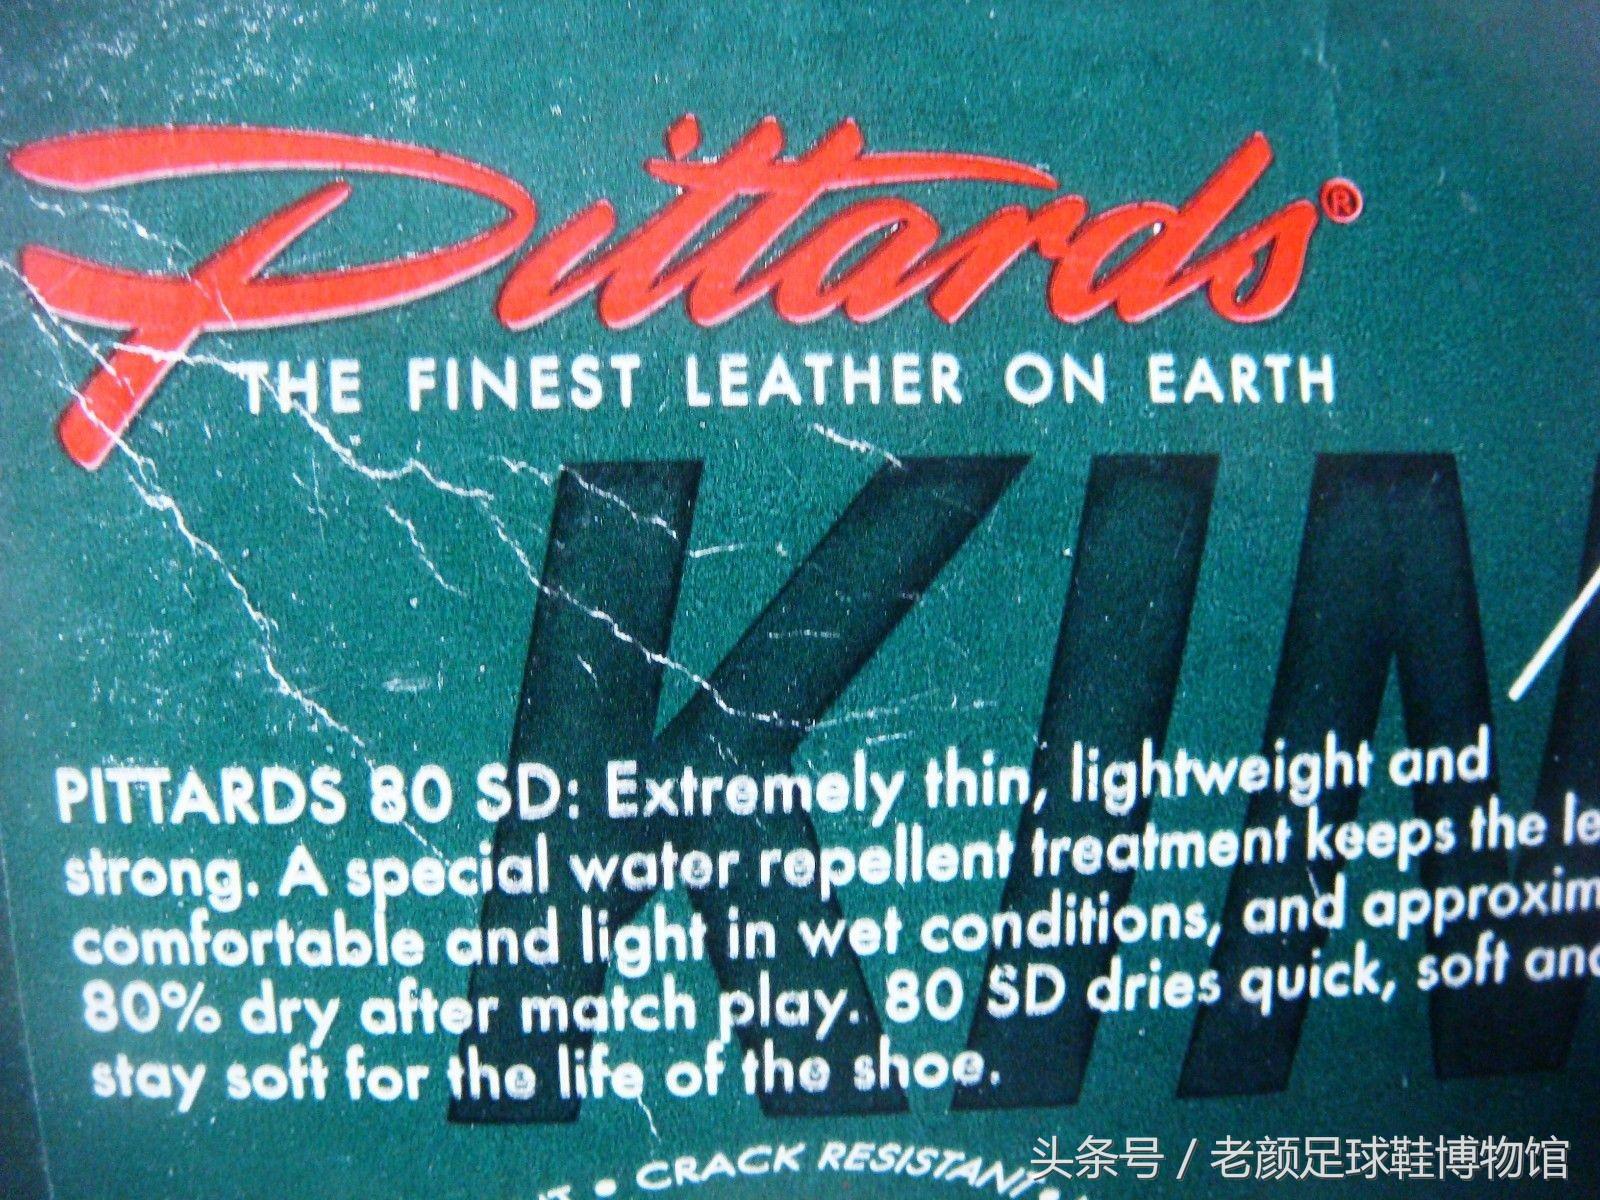 Pittards®
THE FINEST LEATHER ON EARTH
KIN
PITTARDS 80 SD: Extremely thin, lightweight and
strong. A special water repellent treatment keeps the le
comfortable and light in wet conditions, and approxim
80% dry after match play. 80 SD dries quick, soft and
stay soft for the life of the shoe.
• CRACK RESISTANT •
头条号 / 老颜足球鞋博物馆